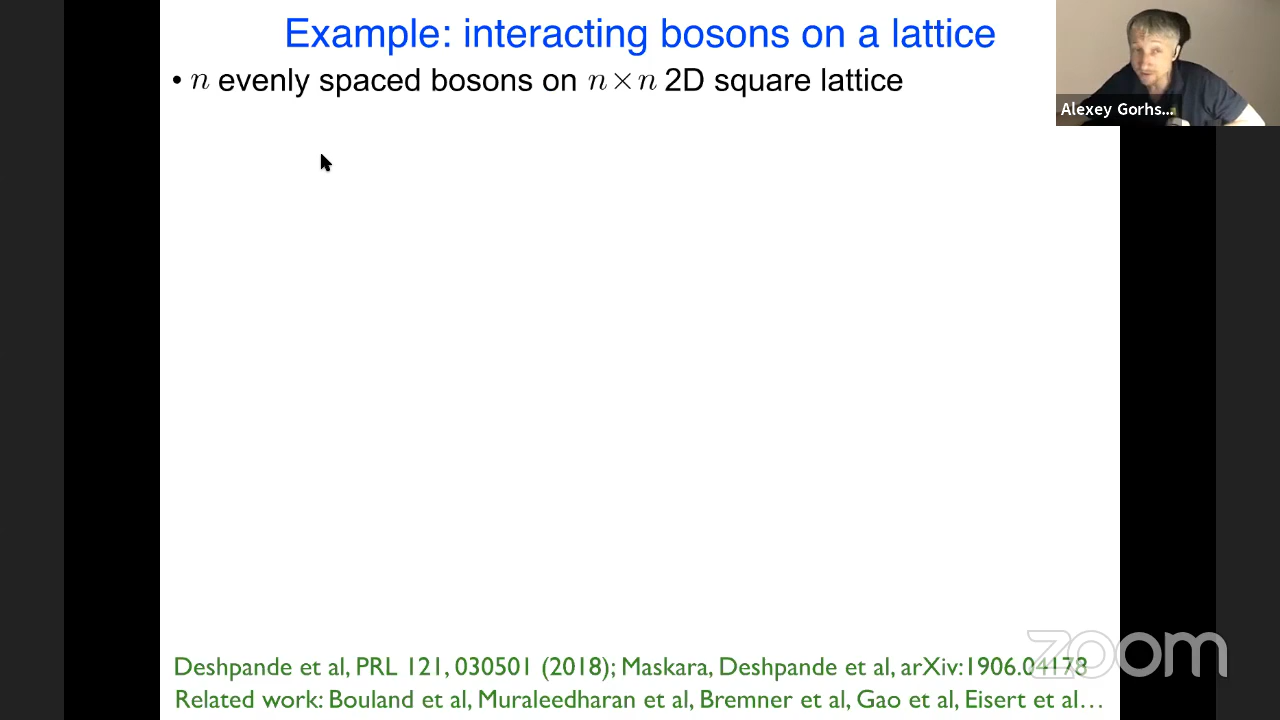 Example: interacting bosons on a lattice
• n evenly spaced bosons on n×n 2D square lattice
Alexey Gorhs...
Deshpande et al, PRL 121, 030501 (2018); Maskara, Deshpande et al, arXiv:1906.04178
Related work: Bouland et al, Muraleedharan et al, Bremner et al, Gao et al, Eisert et al…
zoom